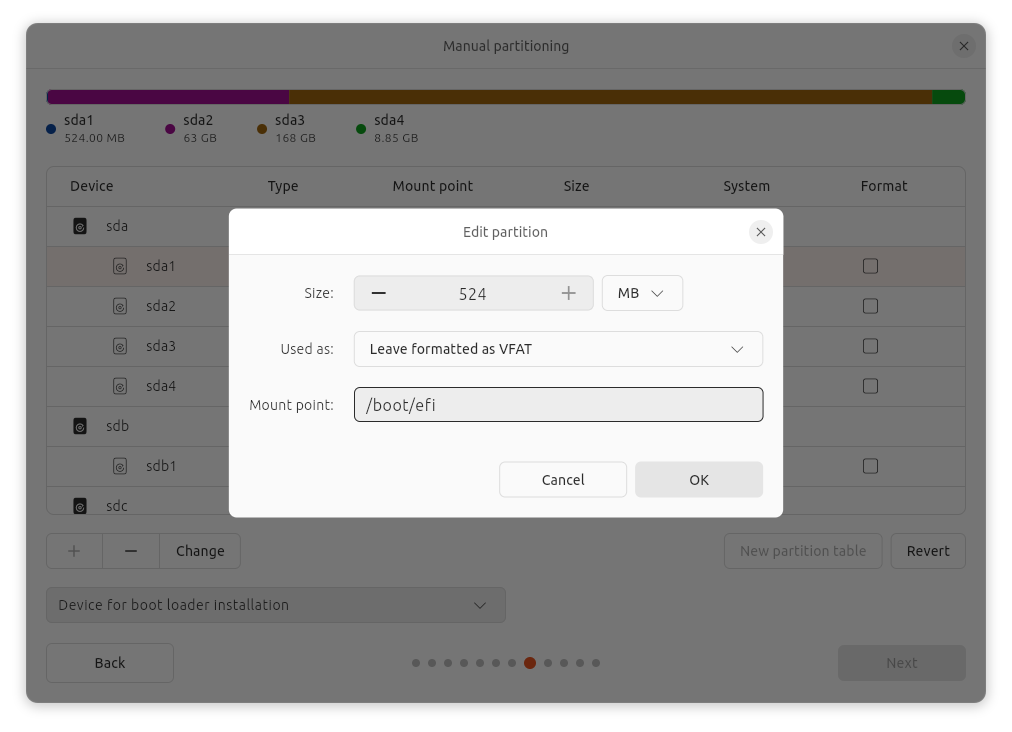 Manual partitioning
sda1
524.00 MB
sda2
63 GB
sda3
168 GB
sda4
8.85 GB
Device Type Mount point Size System Format
sda
Edit partition
sda1
Size: 524 MB
sda2
sda3
Used as: Leave formatted as VFAT
sda4
Mount point: /boot/efi
sdb
sdb1
Cancel OK
sdc
Change New partition table Revert
Device for boot loader installation
Back Next